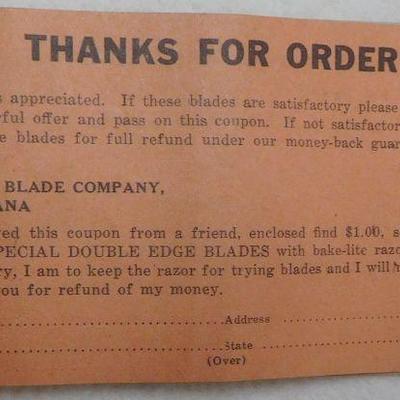 THANKS FOR ORDER
s appreciated. If these blades are satisfactory please
rful offer and pass on this coupon. If not satisfactor
e blades for full refund under our money-back guar
BLADE COMPANY,
ANA
ved this coupon from a friend, enclosed find $1.00, s
SPECIAL DOUBLE EDGE BLADES with bake-lite razo
ry, I am to keep the razor for trying blades and I will
you for refund of my money.
Address
State
(Over)